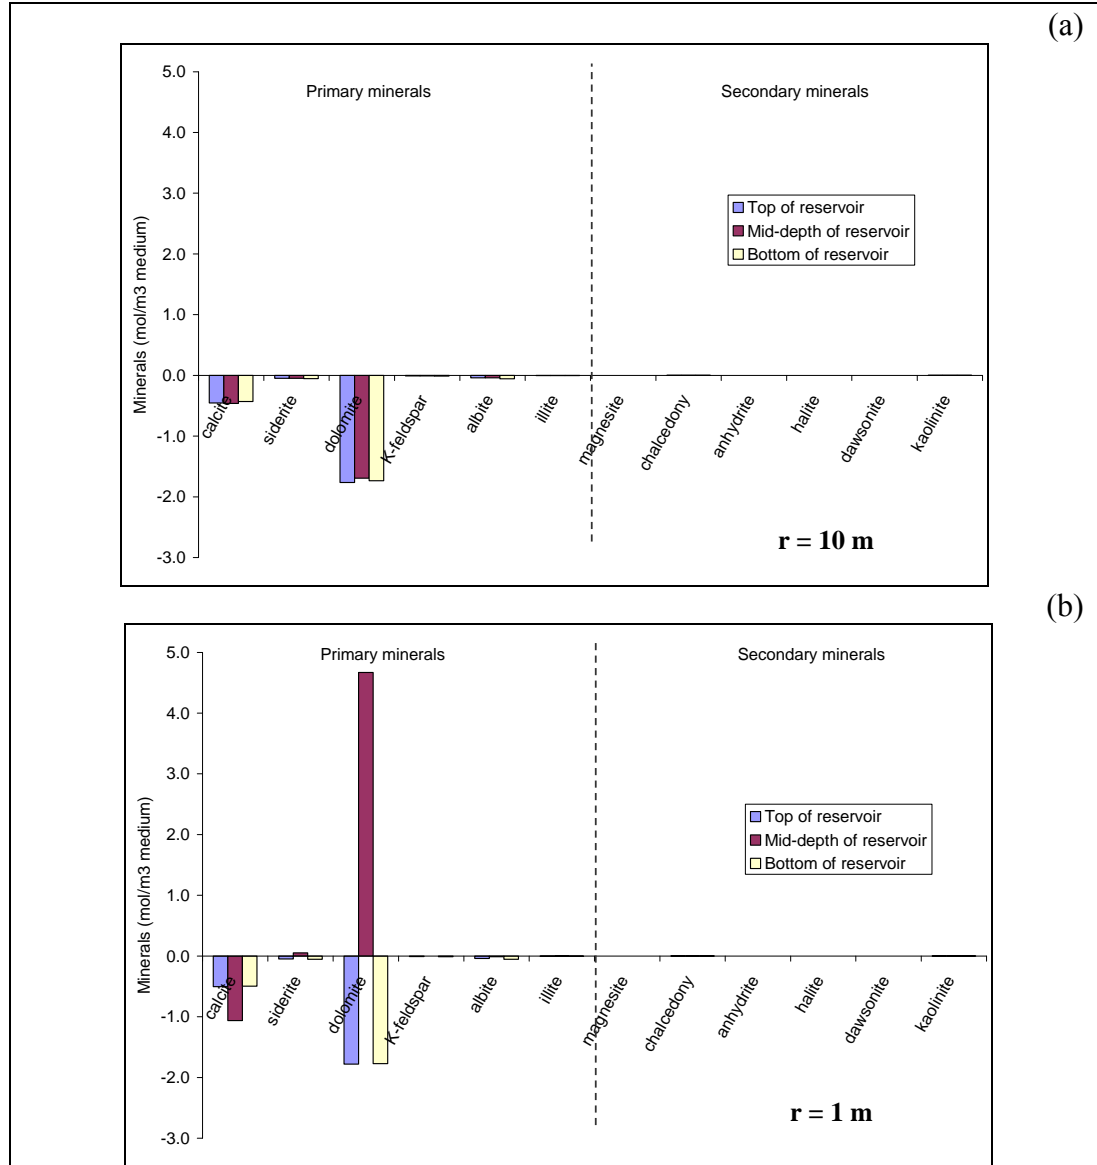 (a)
5.0
4.0
3.0
2.0
1.0
0.0
-1.0
-2.0
-3.0
Minerals (mol/m3 medium)
Primary minerals
Secondary minerals
Top of reservoir
Mid-depth of reservoir
Bottom of reservoir
calcite
siderite
dolomite
K-feldspar
albite
illite
magnesite
chalcedony
anhydrite
halite
dawsonite
kaolinite
r = 10 m
(b)
5.0
4.0
3.0
2.0
1.0
0.0
-1.0
-2.0
-3.0
Minerals (mol/m3 medium)
Primary minerals
Secondary minerals
Top of reservoir
Mid-depth of reservoir
Bottom of reservoir
calcite
siderite
dolomite
K-feldspar
albite
illite
magnesite
chalcedony
anhydrite
halite
dawsonite
kaolinite
r = 1 m